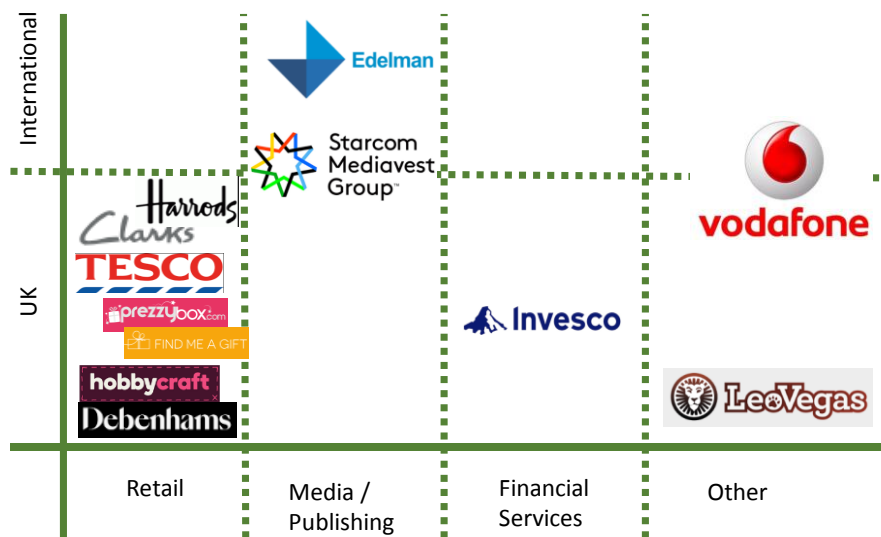 International
Edelman
Starcom
Mediavest
Group™
vodafone
UK
Harrods
Clarks
TESCO
prezzybox.com
FIND ME A GIFT
hobbycraft
Debenhams
Invesco
LeoVegas
Retail
Media /
Publishing
Financial
Services
Other